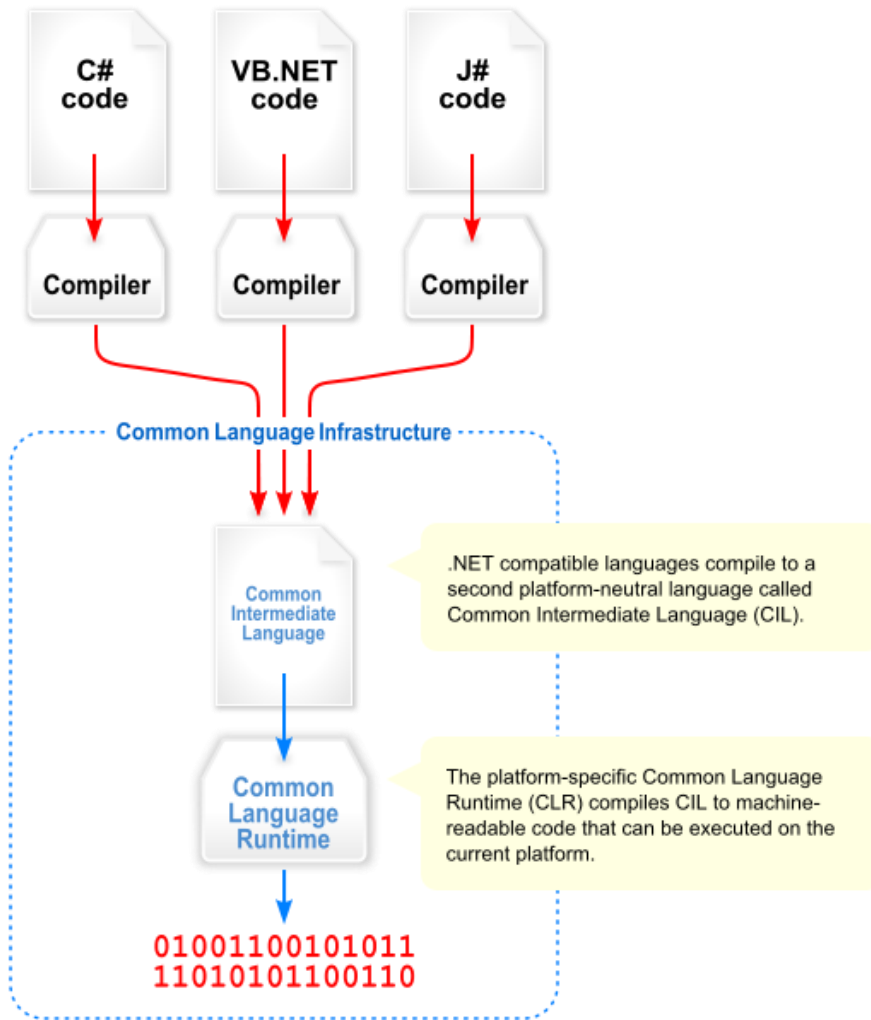 C#
code
VB.NET
code
J#
code
Compiler
Compiler
Compiler
Common Language Infrastructure
Common
Intermediate
Language
.NET compatible languages compile to a
second platform-neutral language called
Common Intermediate Language (CIL).
Common
Language
Runtime
The platform-specific Common Language
Runtime (CLR) compiles CIL to machine-
readable code that can be executed on the
current platform.
01001100101011
11010101100110